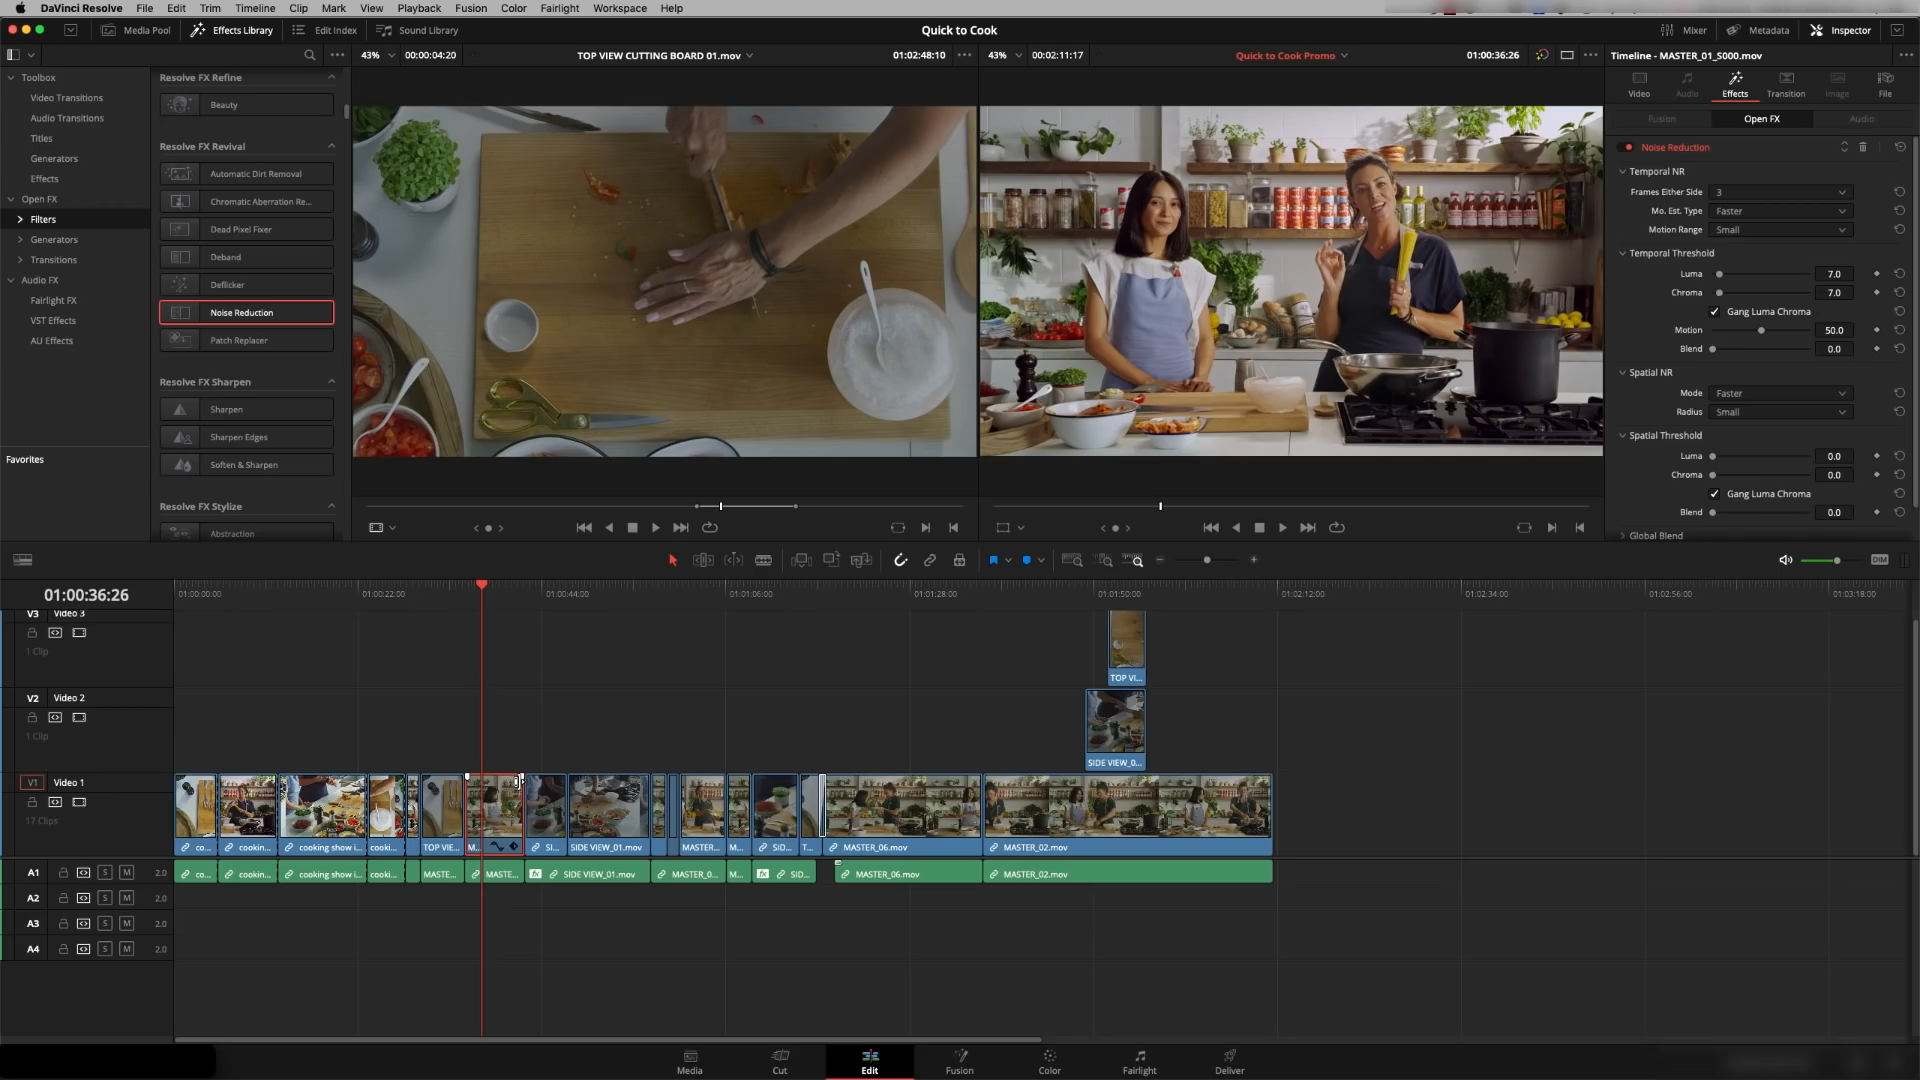 DaVinci Resolve File Edit Trim Timeline Clip Mark View Playback Fusion Color Fairlight Workspace Help
Media Pool Effects Library Edit Index Sound Library Quick to Cook Mixer Metadata Inspector
43% 00:00:04:20 TOP VIEW CUTTING BOARD 01.mov 01:02:48:10 43% 00:02:11:17 Quick to Cook Promo 01:00:36:26 Timeline - MASTER_01_S000.mov
Toolbox
Video Transitions
Audio Transitions
Titles
Generators
Effects
Open FX
Filters
Generators
Transitions
Audio FX
Fairlight FX
VST Effects
AU Effects
Favorites
Resolve FX Refine
Beauty
Resolve FX Revival
Automatic Dirt Removal
Chromatic Aberration Re...
Dead Pixel Fixer
Deband
Deflicker
Noise Reduction
Patch Replacer
Resolve FX Sharpen
Sharpen
Sharpen Edges
Soften & Sharpen
Resolve FX Stylize
Abstraction
Video Audio Effects Transition Image File
Fusion Open FX Audio
Noise Reduction
Temporal NR
Frames Either Side 3
Mo. Est. Type Faster
Motion Range Small
Temporal Threshold
Luma 7.0
Chroma 7.0
Gang Luma Chroma
Motion 50.0
Blend 0.0
Spatial NR
Mode Faster
Radius Small
Spatial Threshold
Luma 0.0
Chroma 0.0
Gang Luma Chroma
Blend 0.0
Global Blend
DIM
01:00:36:26 01:00:00:00 01:00:22:00 01:00:44:00 01:01:06:00 01:01:28:00 01:01:50:00 01:02:12:00 01:02:34:00 01:02:56:00 01:03:18:00
V3 Video 3
1 Clip
TOP VI...
V2 Video 2
1 Clip
SIDE VIEW_0...
V1 Video 1
17 Clips
co... cookin... cooking show i... cooki... TOP VIE... M... SI... SIDE VIEW_01.mov MASTER... M... SID... T... MASTER_06.mov MASTER_02.mov
A1 S M 2.0 co... cookin... cooking show i... cooki... MASTE... MASTE... fx SIDE VIEW_01.mov MASTER_0... M... fx SID... MASTER_06.mov MASTER_02.mov
A2 S M 2.0
A3 S M 2.0
A4 S M 2.0
Media Cut Edit Fusion Color Fairlight Deliver